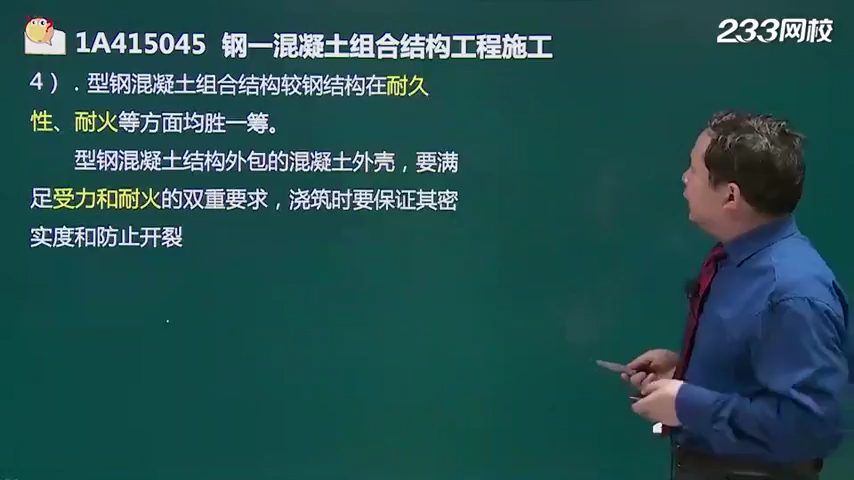 1A415045 钢一混凝土组合结构工程施工
233网校
4）．型钢混凝土组合结构较钢结构在耐久
性、耐火等方面均胜一筹。
型钢混凝土结构外包的混凝土外壳，要满
足受力和耐火的双重要求，浇筑时要保证其密
实度和防止开裂